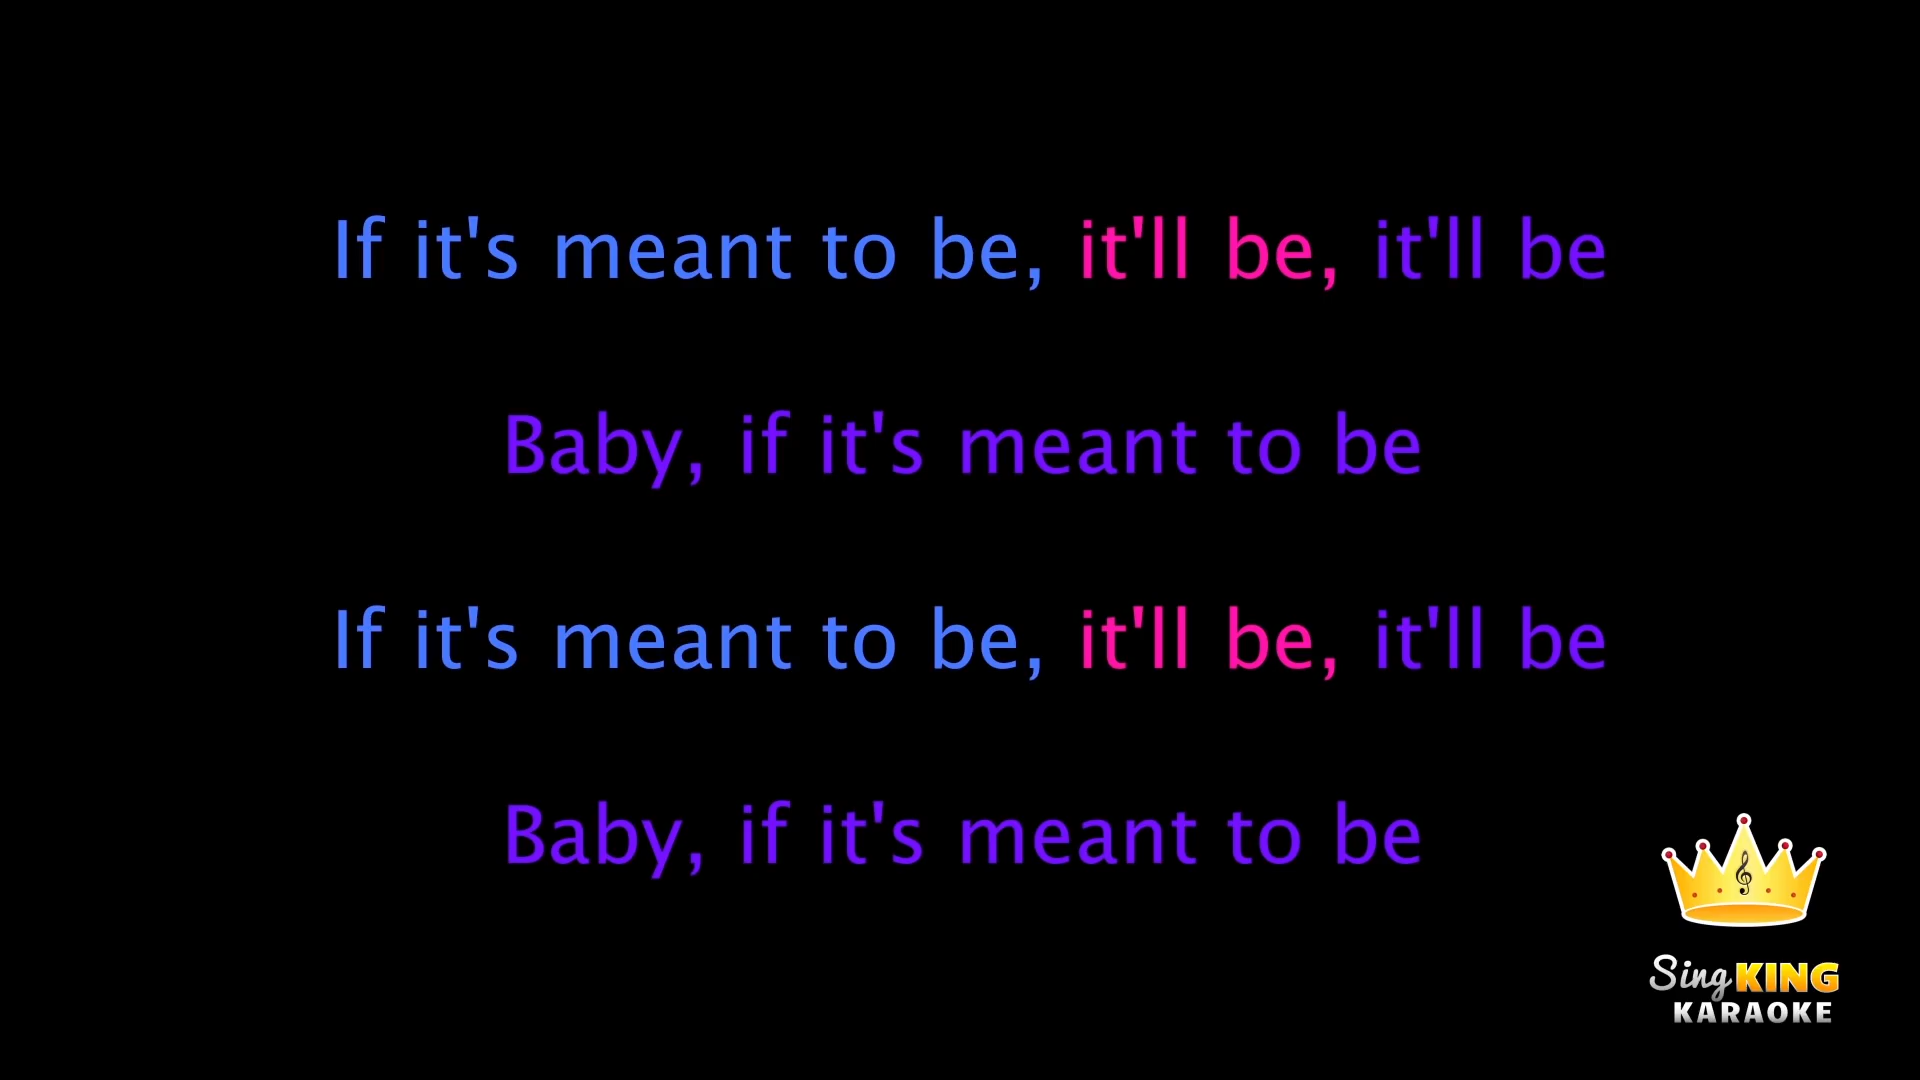 If it's meant to be, it'll be, it'll be
Baby, if it's meant to be
If it's meant to be, it'll be, it'll be
Baby, if it's meant to be
Sing KING
KARAOKE